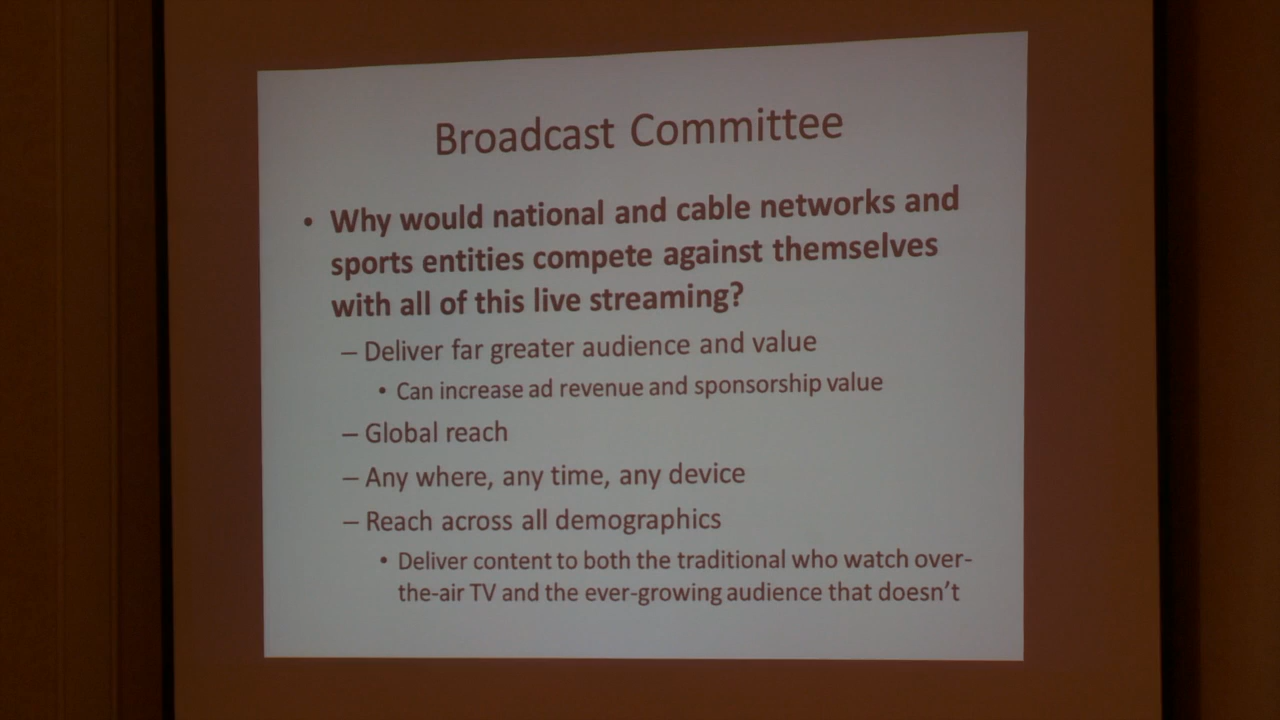 Broadcast Committee
• Why would national and cable networks and
sports entities compete against themselves
with all of this live streaming?
– Deliver far greater audience and value
• Can increase ad revenue and sponsorship value
– Global reach
– Any where, any time, any device
– Reach across all demographics
• Deliver content to both the traditional who watch over-
the-air TV and the ever-growing audience that doesn't